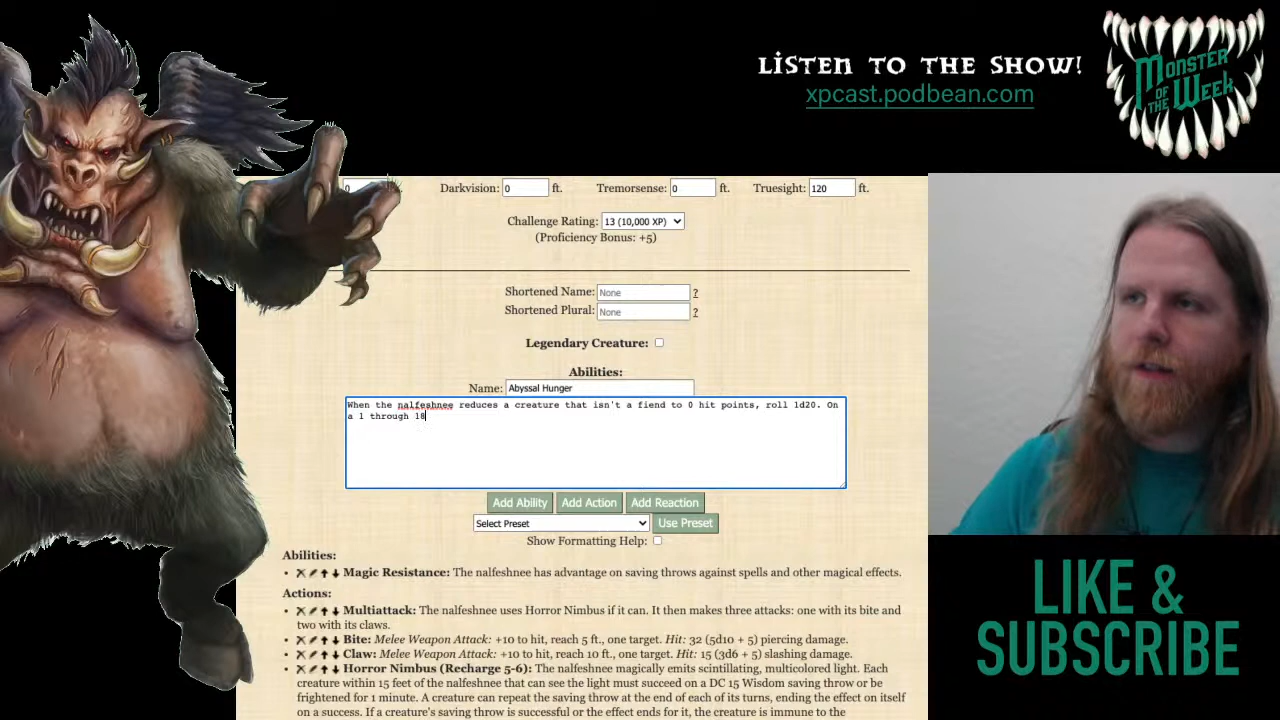 LISTEN TO THE SHOW!
xpcast.podbean.com
MONSTER
OF THE WEEK
0 Darkvision: 0 ft. Tremorsense: 0 ft. Truesight: 120 ft.
Challenge Rating: 13 (10,000 XP)
(Proficiency Bonus: +5)
Shortened Name: None ?
Shortened Plural: None ?
Legendary Creature:
Abilities:
Name: Abyssal Hunger
When the nalfeshnee reduces a creature that isn't a fiend to 0 hit points, roll 1d20. On
a 1 through 18
Add Ability Add Action Add Reaction
Select Preset Use Preset
Show Formatting Help:
Abilities:
Magic Resistance: The nalfeshnee has advantage on saving throws against spells and other magical effects.
Actions:
Multiattack: The nalfeshnee uses Horror Nimbus if it can. It then makes three attacks: one with its bite and
two with its claws.
Bite: Melee Weapon Attack: +10 to hit, reach 5 ft., one target. Hit: 32 (5d10 + 5) piercing damage.
Claw: Melee Weapon Attack: +10 to hit, reach 10 ft., one target. Hit: 15 (3d6 + 5) slashing damage.
Horror Nimbus (Recharge 5-6): The nalfeshnee magically emits scintillating, multicolored light. Each
creature within 15 feet of the nalfeshnee that can see the light must succeed on a DC 15 Wisdom saving throw or be
frightened for 1 minute. A creature can repeat the saving throw at the end of each of its turns, ending the effect on itself
on a success. If a creature's saving throw is successful or the effect ends for it, the creature is immune to the
LIKE &
SUBSCRIBE